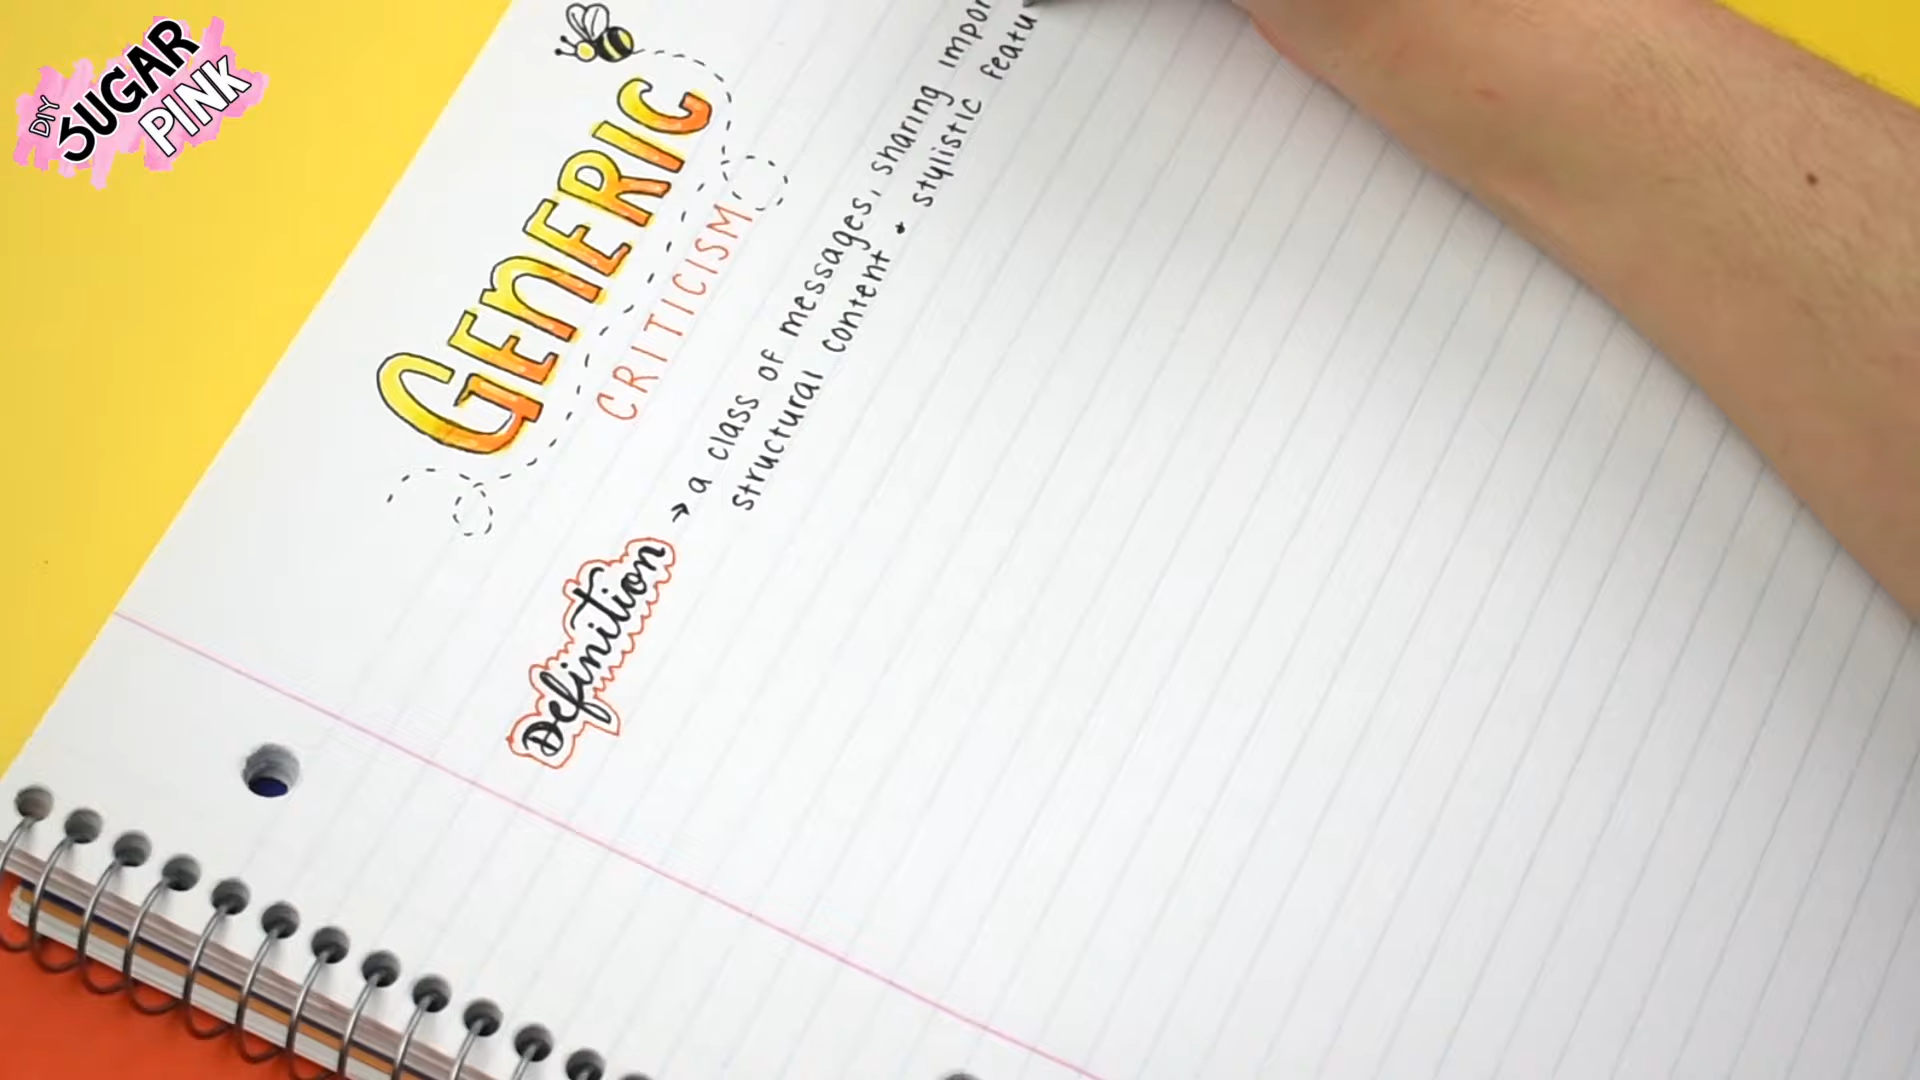 DIY
SUGAR
PINK
GENERIC
CRITICISM
Definition → a class of messages, sharing
structural content + stylistic